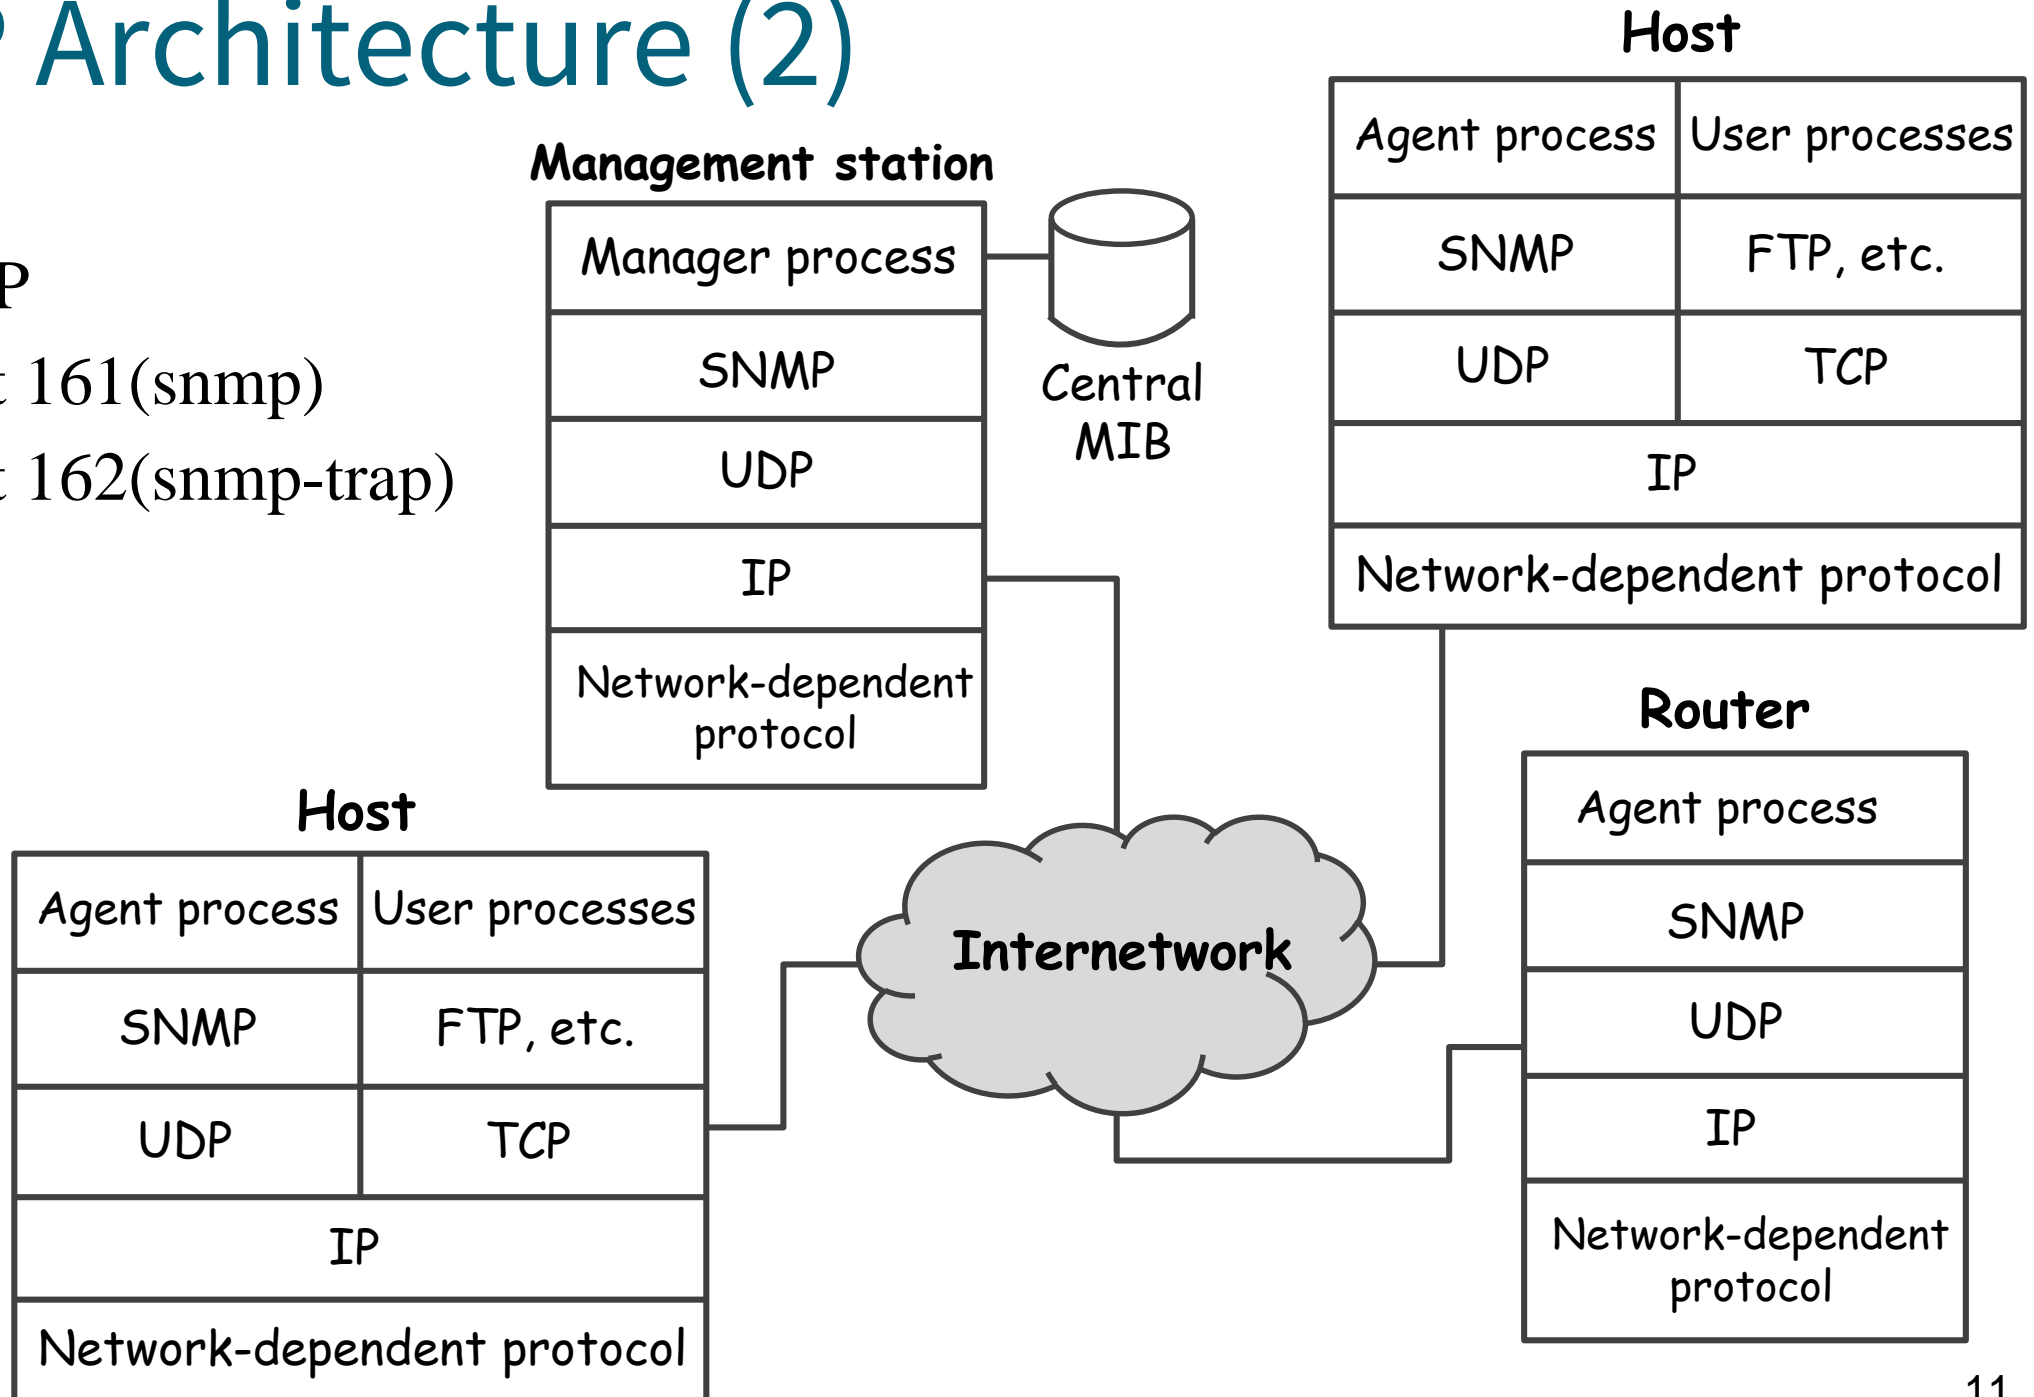 P Architecture (2)
P
t 161(snmp)
t 162(snmp-trap)
Management station
Manager process
SNMP
UDP
IP
Network-dependent
protocol
Central
MIB
Host
Agent process User processes
SNMP FTP, etc.
UDP TCP
IP
Network-dependent protocol
Router
Agent process
SNMP
UDP
IP
Network-dependent
protocol
Internetwork
Host
Agent process User processes
SNMP FTP, etc.
UDP TCP
IP
Network-dependent protocol
11